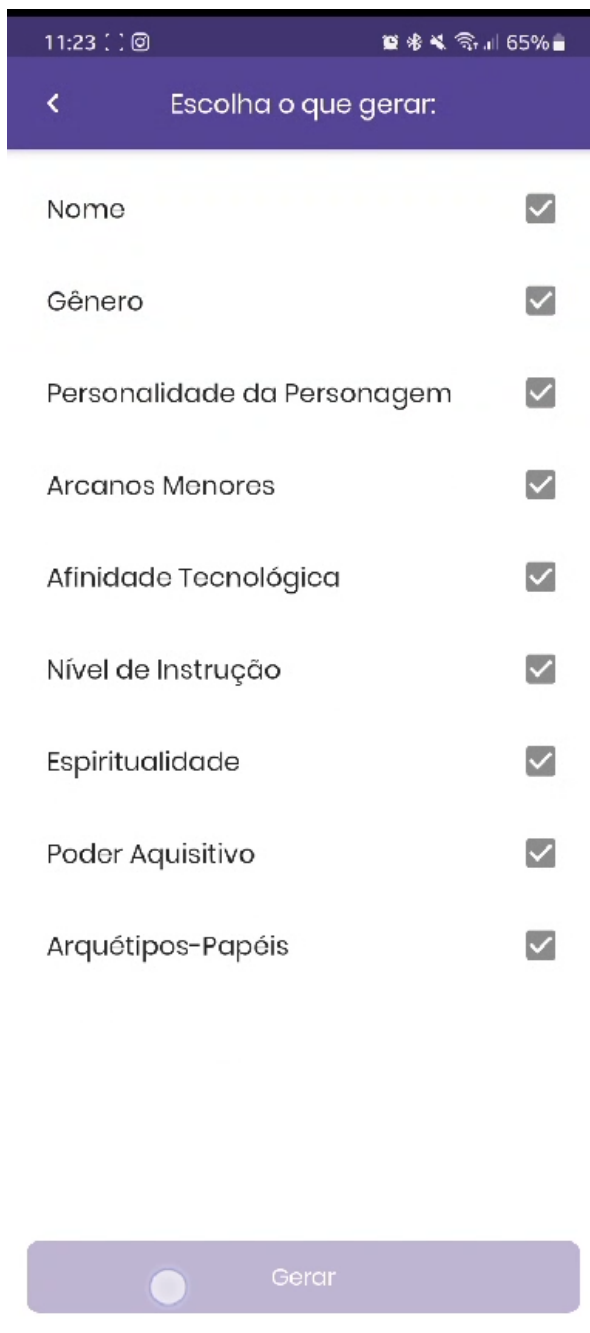 11:23 65%
Escolha o que gerar:
Nome
Gênero
Personalidade da Personagem
Arcanos Menores
Afinidade Tecnológica
Nível de Instrução
Espiritualidade
Poder Aquisitivo
Arquétipos-Papéis
Gerar